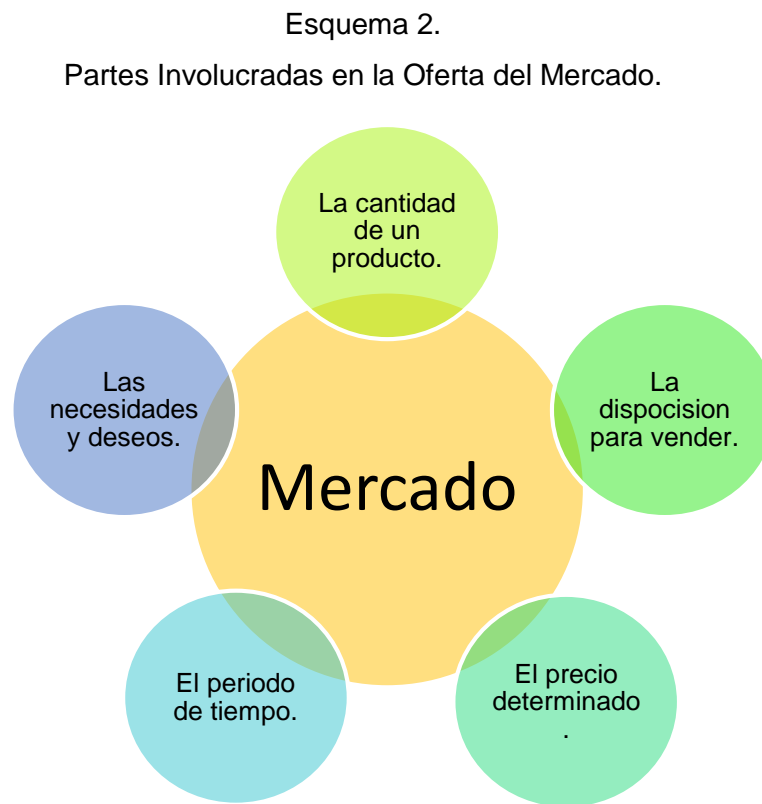 Esquema 2.
Partes Involucradas en la Oferta del Mercado.
La cantidad
de un
producto.
Las
necesidades
y deseos.
La
dispocision
para vender.
Mercado
El periodo
de tiempo.
El precio
determinado
.